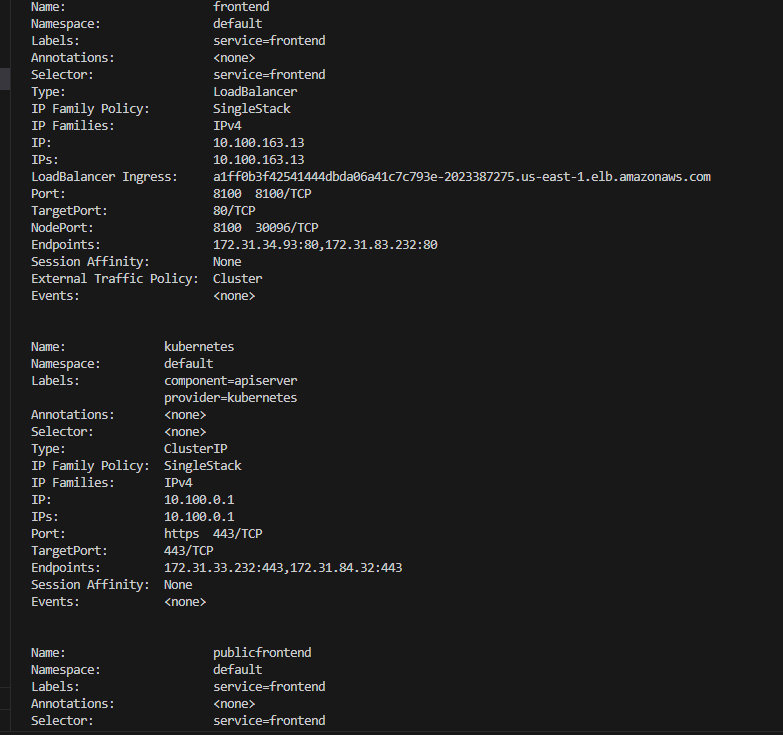 Name:                     frontend
Namespace:                default
Labels:                   service=frontend
Annotations:              <none>
Selector:                 service=frontend
Type:                     LoadBalancer
IP Family Policy:         SingleStack
IP Families:              IPv4
IP:                       10.100.163.13
IPs:                      10.100.163.13
LoadBalancer Ingress:     a1ff0b3f42541444dbda06a41c7c793e-2023387275.us-east-1.elb.amazonaws.com
Port:                     8100  8100/TCP
TargetPort:               80/TCP
NodePort:                 8100  30096/TCP
Endpoints:                172.31.34.93:80,172.31.83.232:80
Session Affinity:         None
External Traffic Policy:  Cluster
Events:                   <none>
Name:              kubernetes
Namespace:         default
Labels:            component=apiserver
                   provider=kubernetes
Annotations:       <none>
Selector:          <none>
Type:              ClusterIP
IP Family Policy:  SingleStack
IP Families:       IPv4
IP:                10.100.0.1
IPs:               10.100.0.1
Port:              https  443/TCP
TargetPort:        443/TCP
Endpoints:         172.31.33.232:443,172.31.84.32:443
Session Affinity:  None
Events:            <none>
Name:                     publicfrontend
Namespace:                default
Labels:                   service=frontend
Annotations:              <none>
Selector:                 service=frontend